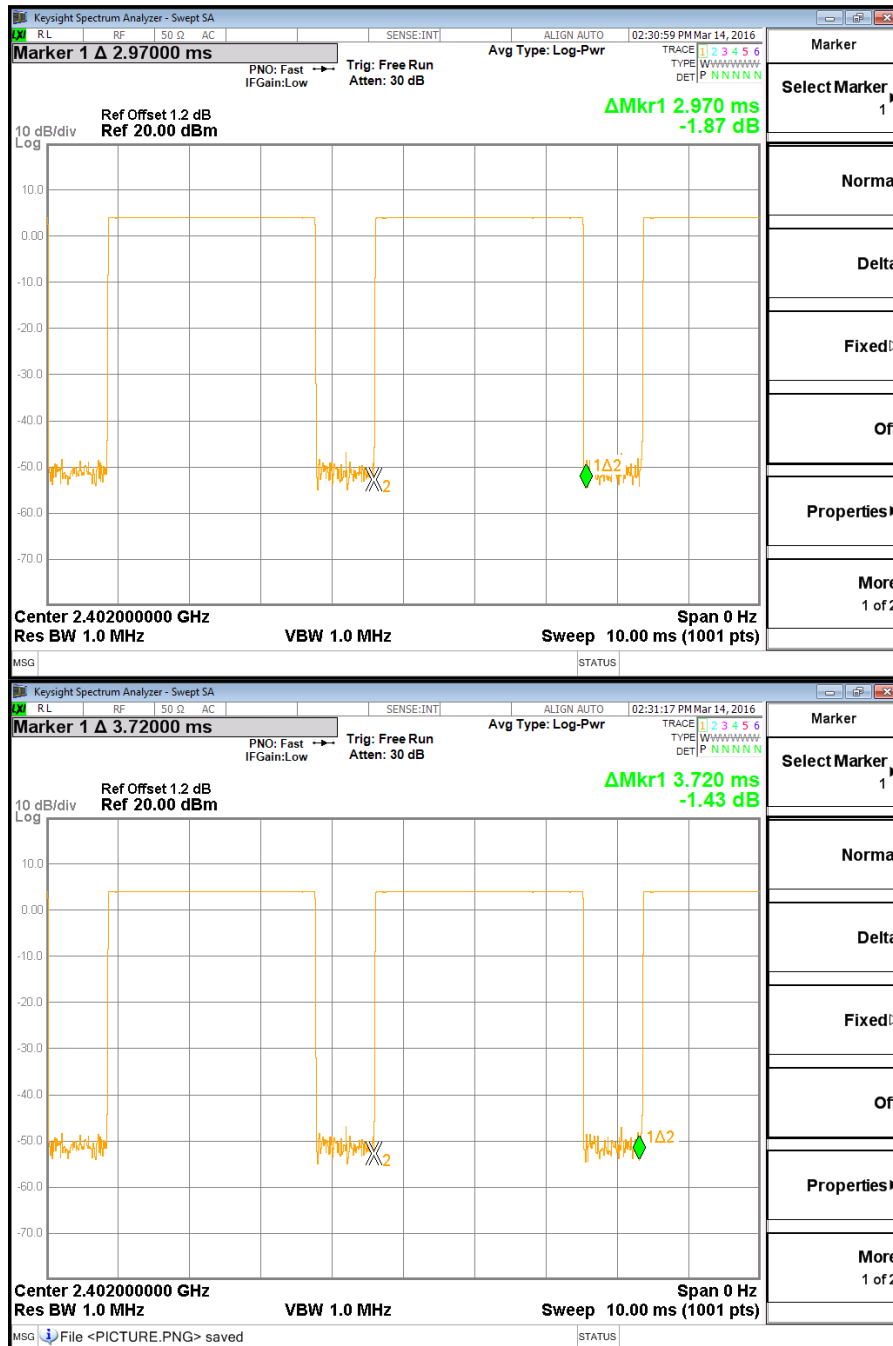 Keysight Spectrum Analyzer - Swept SA
LXI RL RF 50 Ω AC SENSE:INT ALIGN AUTO 02:30:59 PM Mar 14, 2016
Marker 1 Δ 2.97000 ms
PNO: Fast
IFGain:Low
Trig: Free Run
Atten: 30 dB
Avg Type: Log-Pwr
TRACE 1 2 3 4 5 6
TYPE WWWWWWW
DET P N N N N N
ΔMkr1 2.970 ms
-1.87 dB
Ref Offset 1.2 dB
10 dB/div Ref 20.00 dBm
Log
10.0
0.00
-10.0
-20.0
-30.0
-40.0
-50.0
-60.0
-70.0
1Δ2
2
Center 2.402000000 GHz Span 0 Hz
Res BW 1.0 MHz VBW 1.0 MHz Sweep 10.00 ms (1001 pts)
MSG STATUS
Marker
Select Marker
1
Norma
Delta
Fixed
Of
Properties
More
1 of 2
Keysight Spectrum Analyzer - Swept SA
LXI RL RF 50 Ω AC SENSE:INT ALIGN AUTO 02:31:17 PM Mar 14, 2016
Marker 1 Δ 3.72000 ms
PNO: Fast
IFGain:Low
Trig: Free Run
Atten: 30 dB
Avg Type: Log-Pwr
TRACE 1 2 3 4 5 6
TYPE WWWWWWW
DET P N N N N N
ΔMkr1 3.720 ms
-1.43 dB
Ref Offset 1.2 dB
10 dB/div Ref 20.00 dBm
Log
10.0
0.00
-10.0
-20.0
-30.0
-40.0
-50.0
-60.0
-70.0
1Δ2
2
Center 2.402000000 GHz Span 0 Hz
Res BW 1.0 MHz VBW 1.0 MHz Sweep 10.00 ms (1001 pts)
MSG File <PICTURE.PNG> saved STATUS
Marker
Select Marker
1
Norma
Delta
Fixed
Of
Properties
More
1 of 2